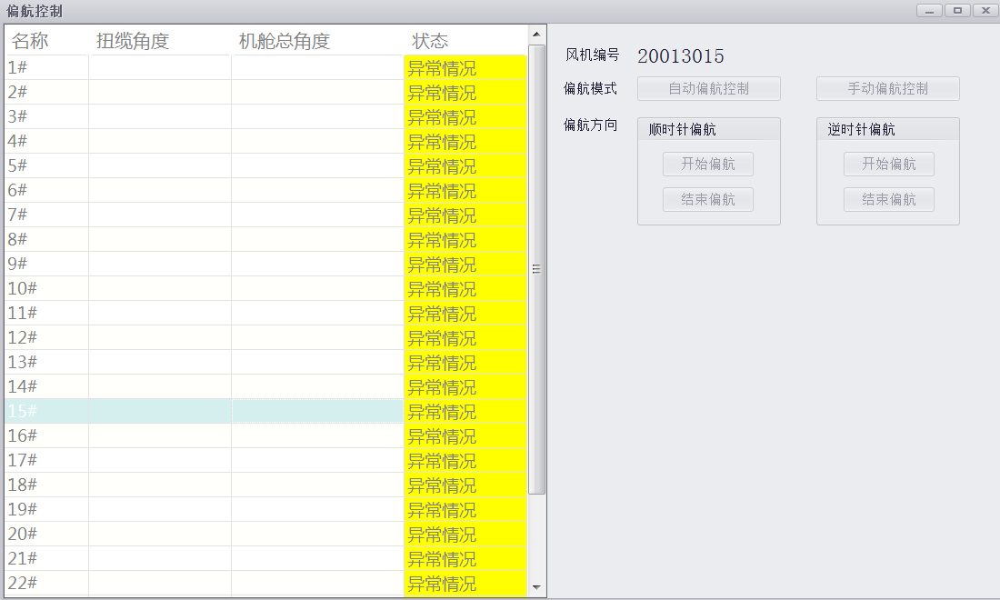 偏航控制
名称 扭缆角度 机舱总角度 状态
1# 异常情况
2# 异常情况
3# 异常情况
4# 异常情况
5# 异常情况
6# 异常情况
7# 异常情况
8# 异常情况
9# 异常情况
10# 异常情况
11# 异常情况
12# 异常情况
13# 异常情况
14# 异常情况
15# 异常情况
16# 异常情况
17# 异常情况
18# 异常情况
19# 异常情况
20# 异常情况
21# 异常情况
22# 异常情况
风机编号 20013015
偏航模式 自动偏航控制 手动偏航控制
偏航方向 顺时针偏航 逆时针偏航
开始偏航 开始偏航
结束偏航 结束偏航